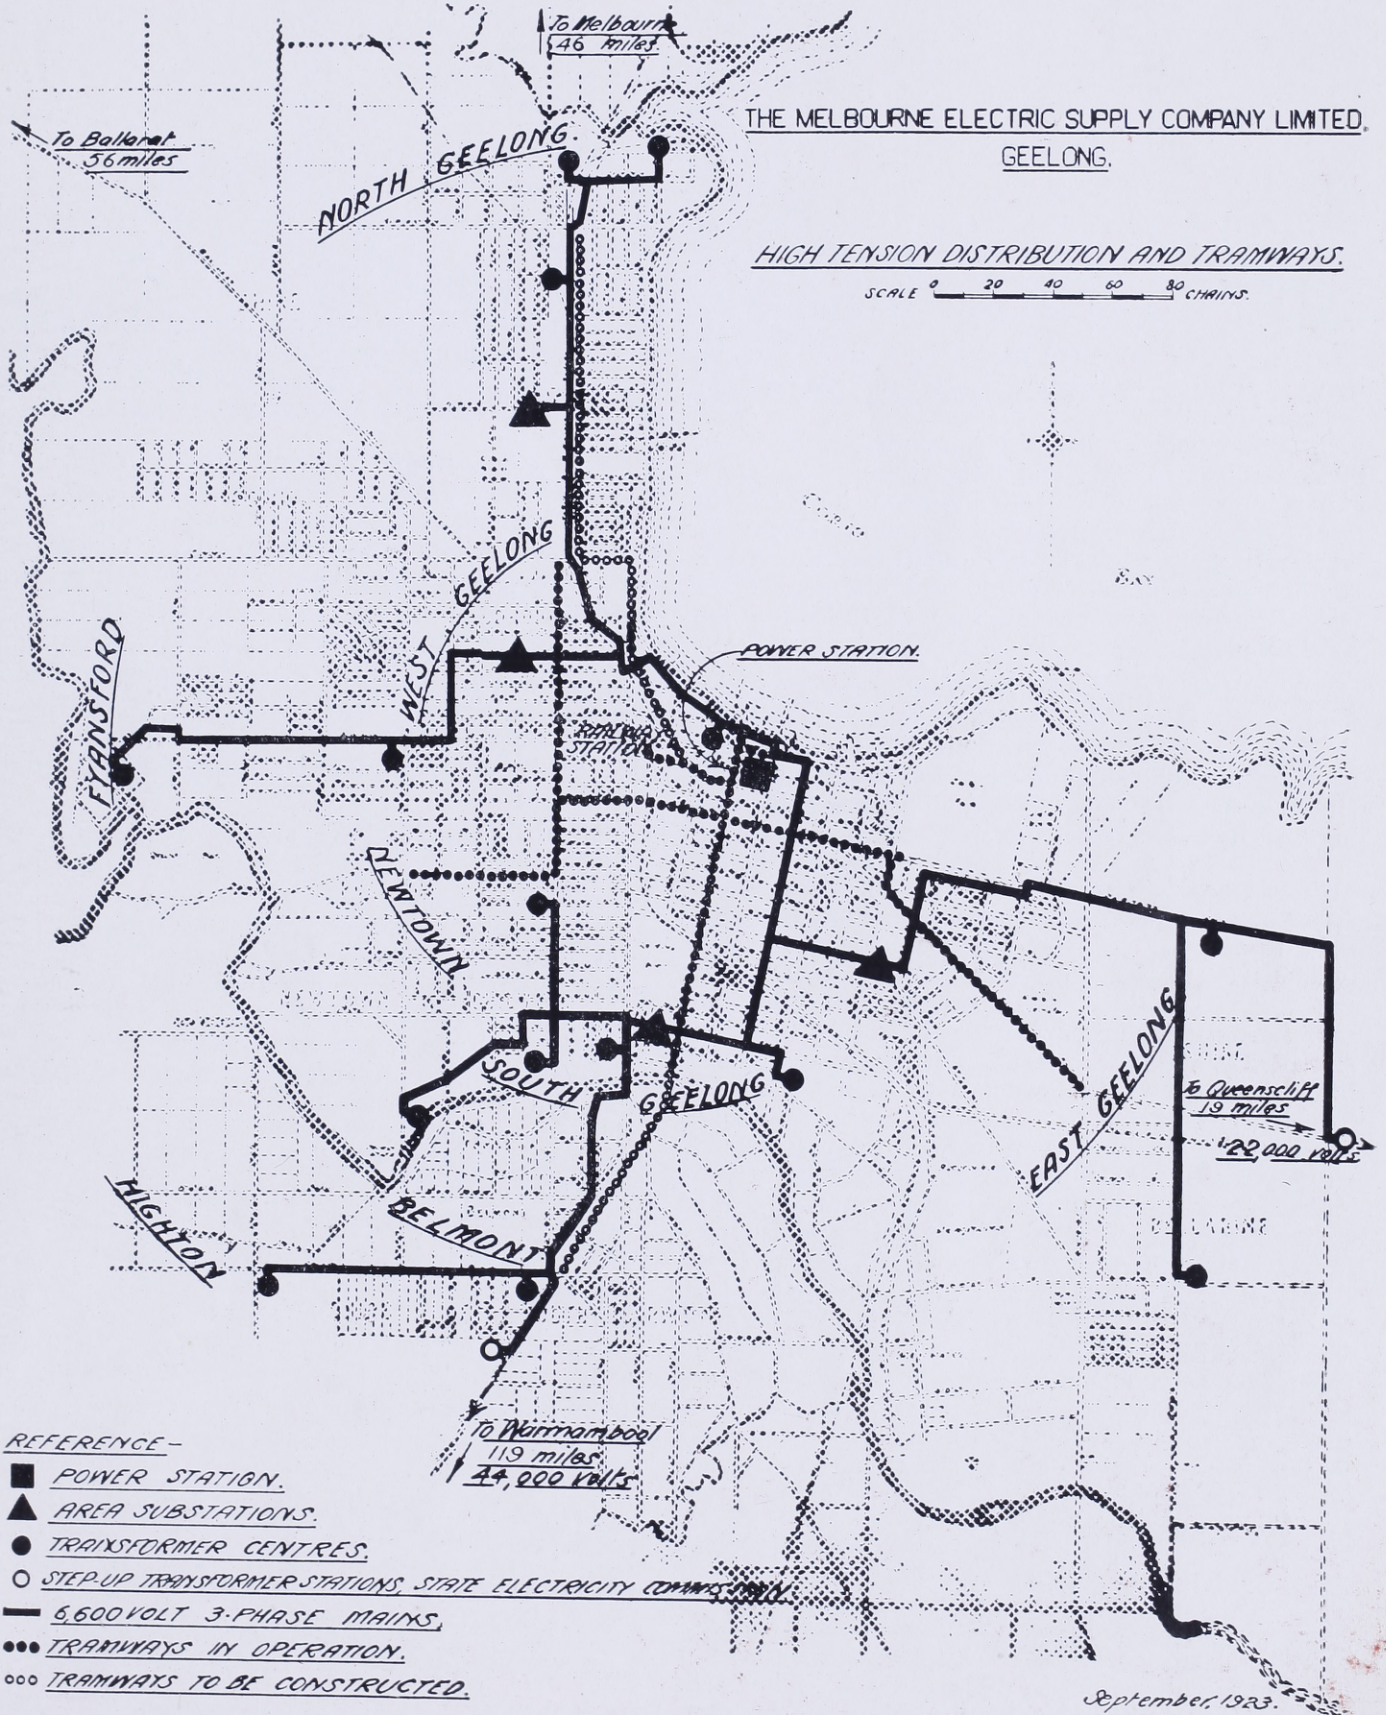 To Melbourne
46 miles.
THE MELBOURNE ELECTRIC SUPPLY COMPANY LIMITED.
GEELONG.
To Ballarat
56 miles
NORTH GEELONG.
HIGH TENSION DISTRIBUTION AND TRAMWAYS.
SCALE 0 20 40 60 80 CHAINS.
CORIO
BAY
WEST GEELONG
FYANSFORD
POWER STATION.
RAILWAY
STATION
NEWTOWN
SOUTH GEELONG
EAST GEELONG
To Queenscliff
19 miles
22,000 volts
HIGHTON
BELMONT
BELLARINE
To Warrnambool
119 miles
44,000 volts
REFERENCE-
POWER STATION.
AREA SUBSTATIONS.
TRANSFORMER CENTRES.
STEP-UP TRANSFORMER STATIONS, STATE ELECTRICITY COMMISSION
6,600 VOLT 3-PHASE MAINS,
TRAMWAYS IN OPERATION.
TRAMWAYS TO BE CONSTRUCTED.
September, 1923.